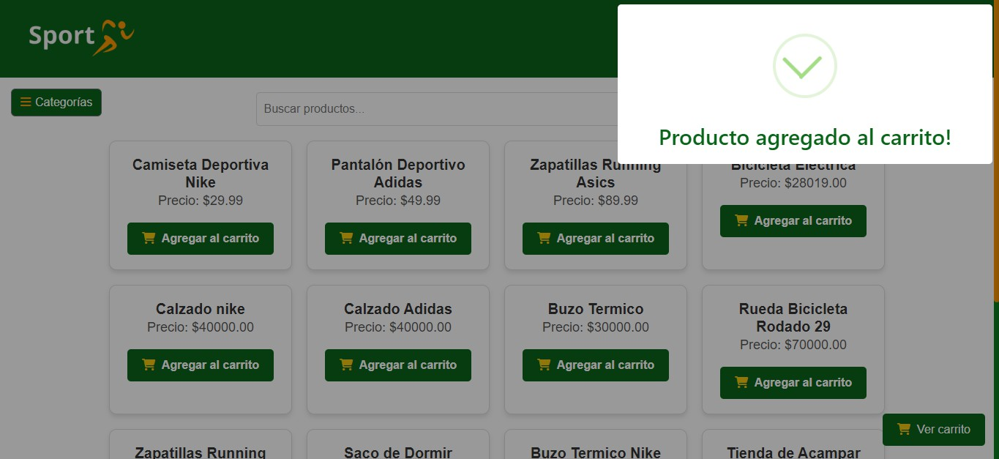 Sport
Producto agregado al carrito!
Categorías
Buscar productos...
Camiseta Deportiva
Nike
Precio: $29.99
Agregar al carrito
Pantalón Deportivo
Adidas
Precio: $49.99
Agregar al carrito
Zapatillas Running
Asics
Precio: $89.99
Agregar al carrito
Bicicleta Electrica
Precio: $28019.00
Agregar al carrito
Calzado nike
Precio: $40000.00
Agregar al carrito
Calzado Adidas
Precio: $40000.00
Agregar al carrito
Buzo Termico
Precio: $30000.00
Agregar al carrito
Rueda Bicicleta
Rodado 29
Precio: $70000.00
Agregar al carrito
Zapatillas Running
Saco de Dormir
Buzo Termico Nike
Tienda de Acampar
Ver carrito